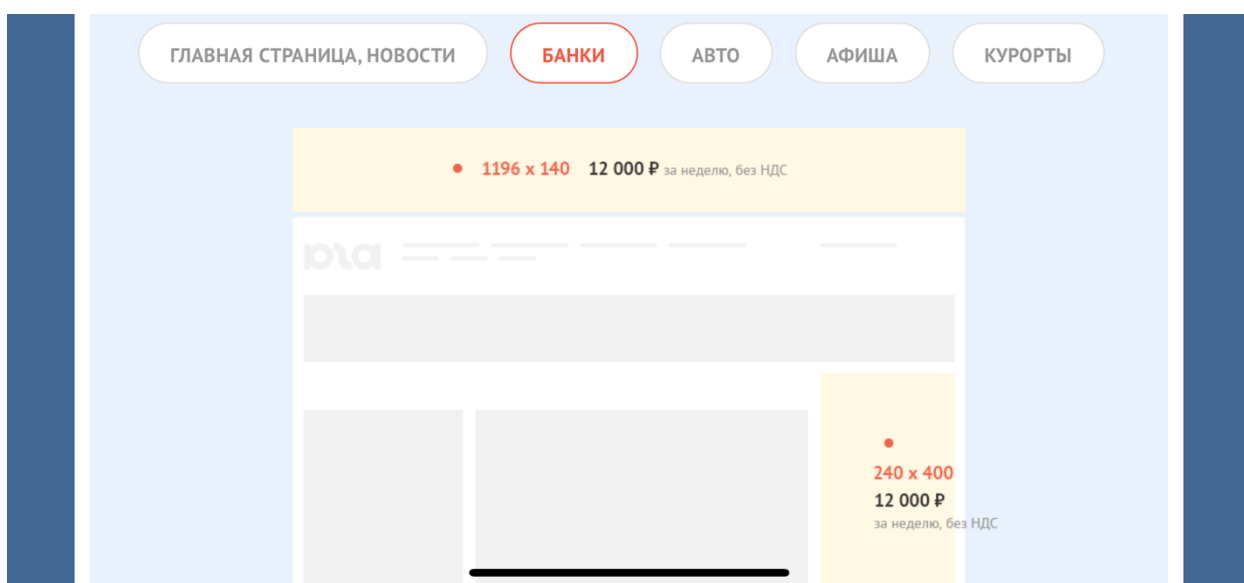 ГЛАВНАЯ СТРАНИЦА, НОВОСТИ
БАНКИ
АВТО
АФИША
КУРОРТЫ
1196 x 140 12 000 ₽ за неделю, без НДС
юга
240 x 400
12 000 ₽
за неделю, без НДС